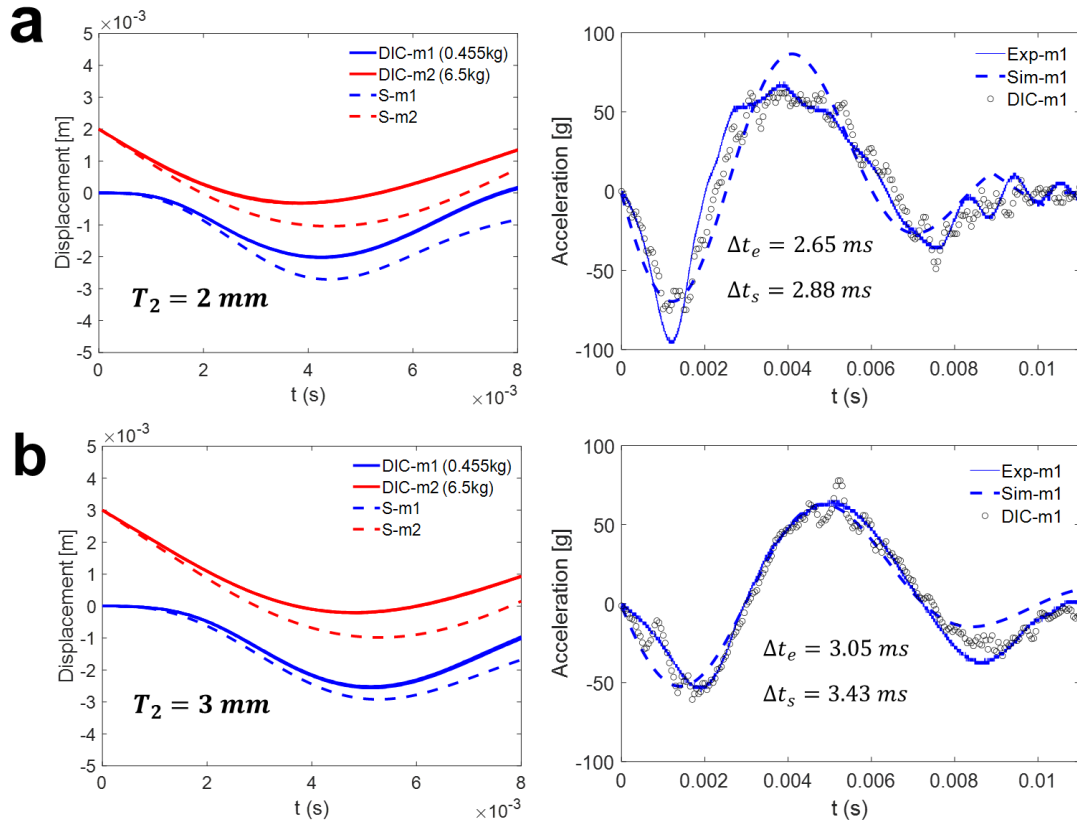 a
×10⁻³
Displacement [m]
5
4
3
2
1
0
-1
-2
-3
-4
-5
DIC-m1 (0.455kg)
DIC-m2 (6.5kg)
S-m1
S-m2
T₂ = 2 mm
0 2 4 6 8
t (s)
×10⁻³
Acceleration [g]
100
50
0
-50
-100
Exp-m1
Sim-m1
DIC-m1
Δtₑ = 2.65 ms
Δtₛ = 2.88 ms
0 0.002 0.004 0.006 0.008 0.01
t (s)
b
×10⁻³
Displacement [m]
5
4
3
2
1
0
-1
-2
-3
-4
-5
DIC-m1 (0.455kg)
DIC-m2 (6.5kg)
S-m1
S-m2
T₂ = 3 mm
0 2 4 6 8
t (s)
×10⁻³
Acceleration [g]
100
50
0
-50
-100
Exp-m1
Sim-m1
DIC-m1
Δtₑ = 3.05 ms
Δtₛ = 3.43 ms
0 0.002 0.004 0.006 0.008 0.01
t (s)